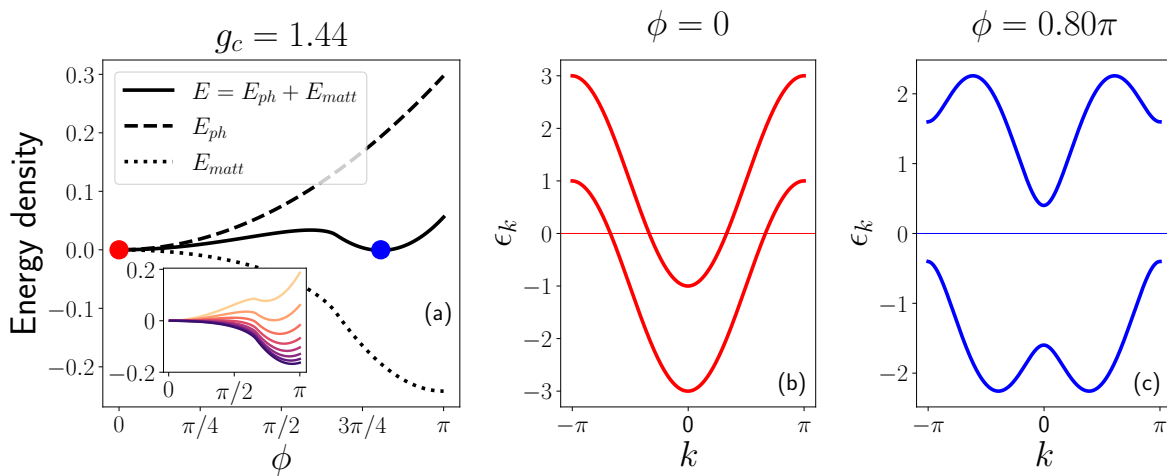 g_c = 1.44
E = E_ph + E_matt
E_ph
E_matt
Energy density
0.3
0.2
0.1
0.0
−0.1
−0.2
0.2
0
−0.2
0
π/2
π
(a)
0
π/4
π/2
3π/4
π
ϕ
ϕ = 0
ϵ_k
3
2
1
0
−1
−2
−3
(b)
−π
0
π
k
ϕ = 0.80π
ϵ_k
2
0
−1
−2
(c)
−π
0
π
k